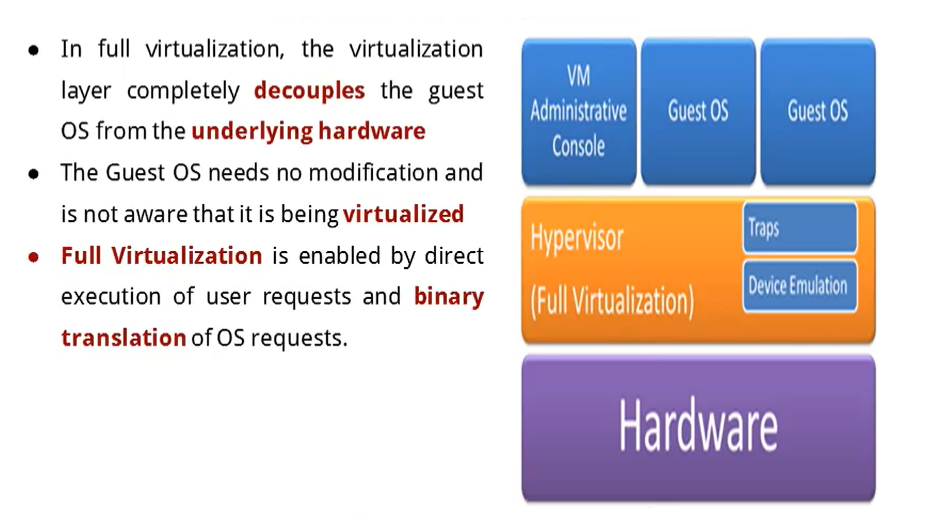 ● In full virtualization, the virtualization
layer completely decouples the guest
OS from the underlying hardware
● The Guest OS needs no modification and
is not aware that it is being virtualized
● Full Virtualization is enabled by direct
execution of user requests and binary
translation of OS requests.
VM
Administrative
Console
Guest OS
Guest OS
Hypervisor
(Full Virtualization)
Traps
Device Emulation
Hardware